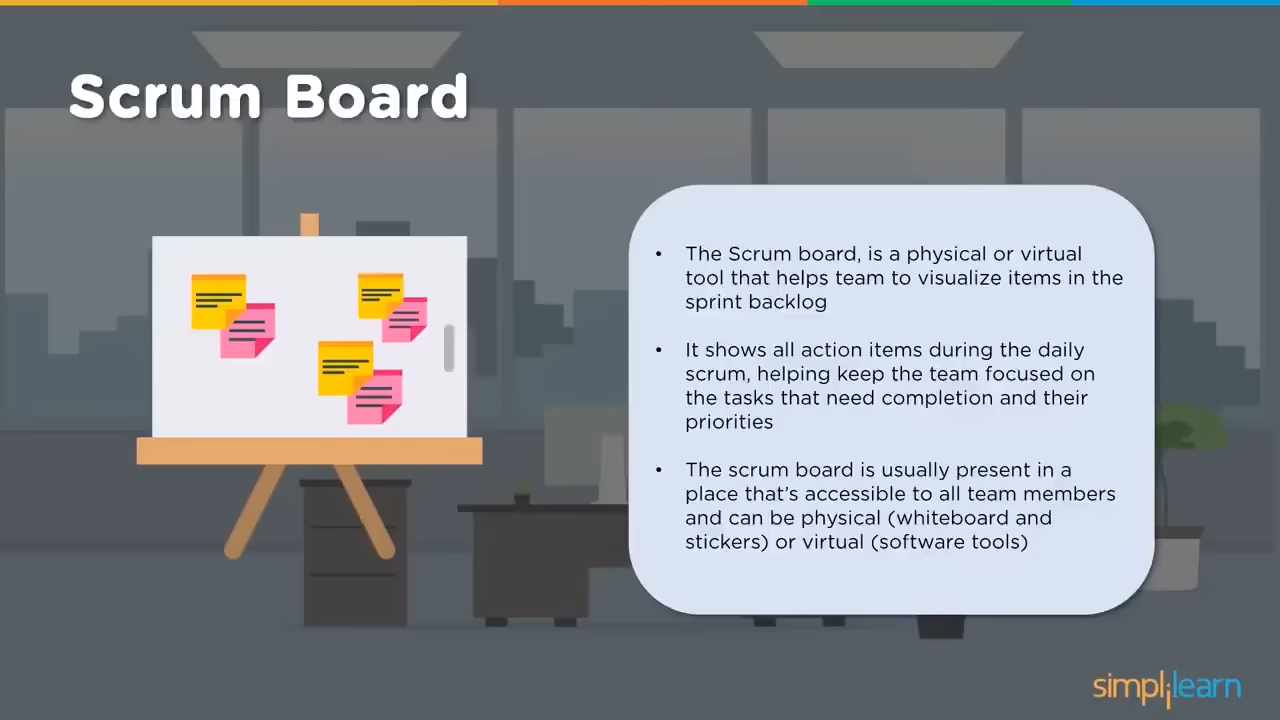 Scrum Board
• The Scrum board, is a physical or virtual
tool that helps team to visualize items in the
sprint backlog
• It shows all action items during the daily
scrum, helping keep the team focused on
the tasks that need completion and their
priorities
• The scrum board is usually present in a
place that’s accessible to all team members
and can be physical (whiteboard and
stickers) or virtual (software tools)
simplilearn